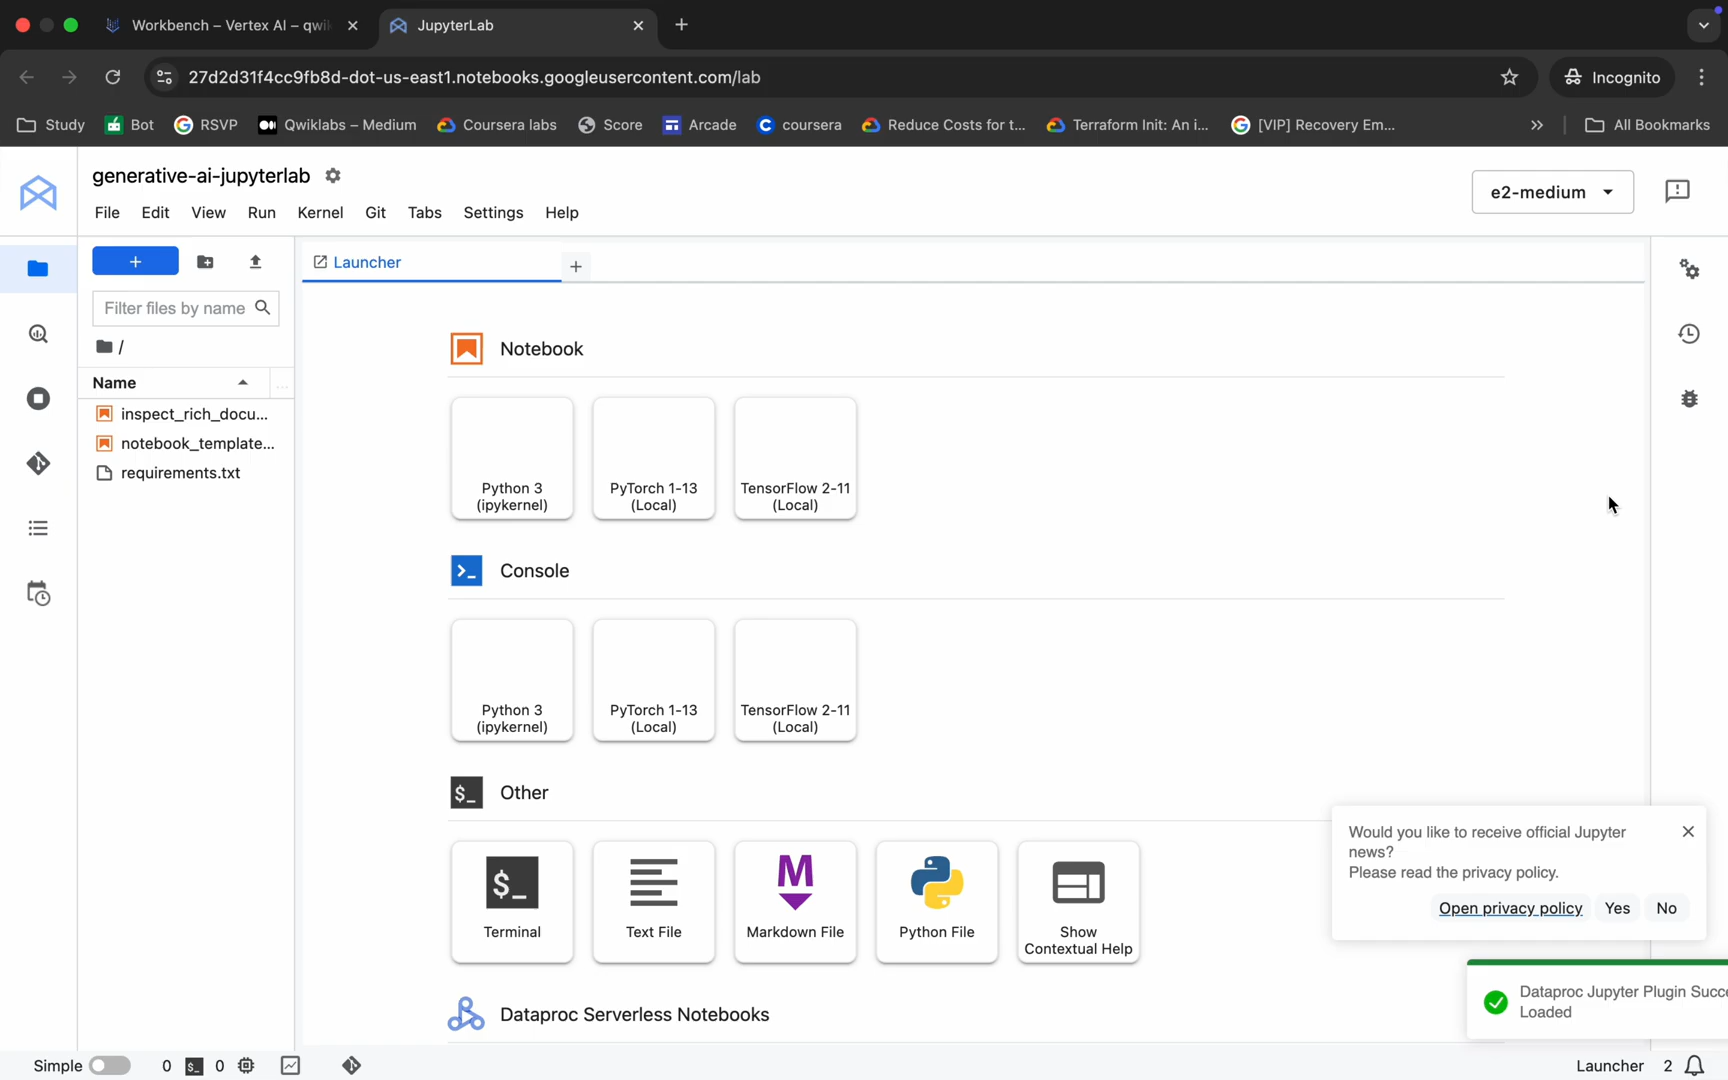 Workbench – Vertex AI – qwi
JupyterLab
27d2d31f4cc9fb8d-dot-us-east1.notebooks.googleusercontent.com/lab
Incognito
Study
Bot
RSVP
Qwiklabs – Medium
Coursera labs
Score
Arcade
coursera
Reduce Costs for t...
Terraform Init: An i...
[VIP] Recovery Em...
All Bookmarks
generative-ai-jupyterlab
File Edit View Run Kernel Git Tabs Settings Help
e2-medium
Launcher
Filter files by name
/
Name
...
inspect_rich_docu...
notebook_template...
requirements.txt
Notebook
Python 3
(ipykernel)
PyTorch 1-13
(Local)
TensorFlow 2-11
(Local)
Console
Python 3
(ipykernel)
PyTorch 1-13
(Local)
TensorFlow 2-11
(Local)
$_ Other
$_
Terminal
Text File
M
Markdown File
Python File
Show
Contextual Help
Dataproc Serverless Notebooks
Would you like to receive official Jupyter
news?
Please read the privacy policy.
Open privacy policy Yes No
Dataproc Jupyter Plugin Succe
Loaded
Simple 0 $_ 0
Launcher 2